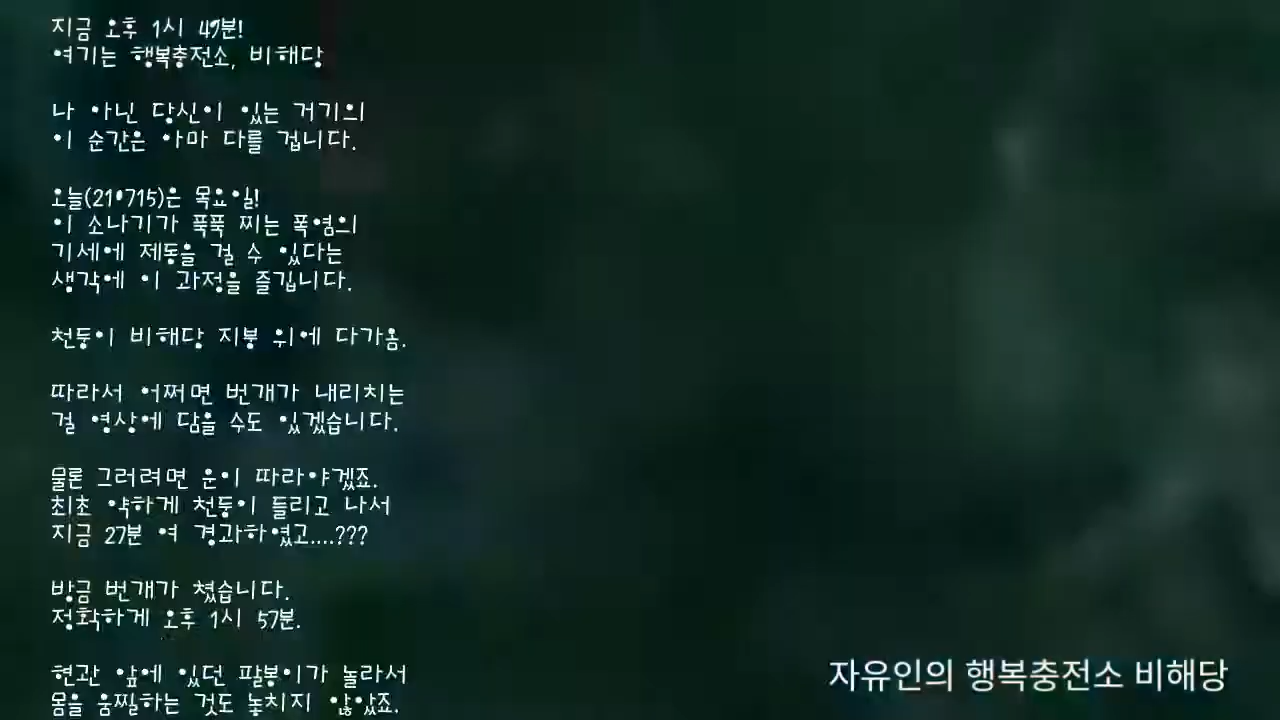 지금 오후 1시 47분!
여기는 행복충전소, 비해당
나 아닌 당신이 있는 거기의
이 순간은 아마 다를 겁니다.
오늘(21•715)은 목요일!
이 소나기가 푹푹 찌는 폭염의
기세에 제동을 걸 수 있다는
생각에 이 과정을 즐깁니다.
천둥이 비해당 지붕 위에 다가옴.
따라서 어쩌면 번개가 내리치는
걸 영상에 담을 수도 있겠습니다.
물론 그러려면 운이 따라야겠죠.
최초 약하게 천둥이 들리고 나서
지금 27분 여 경과하였고....???
방금 번개가 쳤습니다.
정확하게 오후 1시 57분.
현관 앞에 있던 팔봉이가 놀라서
몸을 움찔하는 것도 놓치지 않았죠.
자유인의 행복충전소 비해당